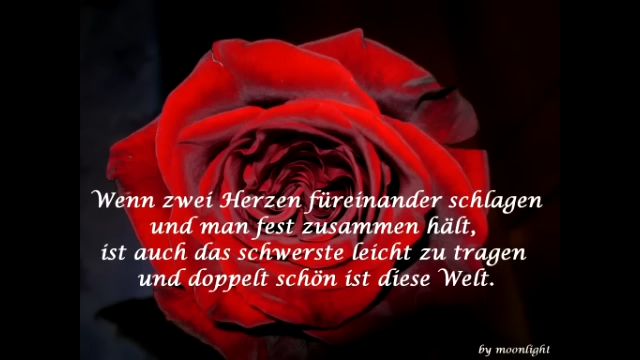 Wenn zwei Herzen füreinander schlagen
und man fest zusammen hält,
ist auch das schwerste leicht zu tragen
und doppelt schön ist diese Welt.
by moonlight